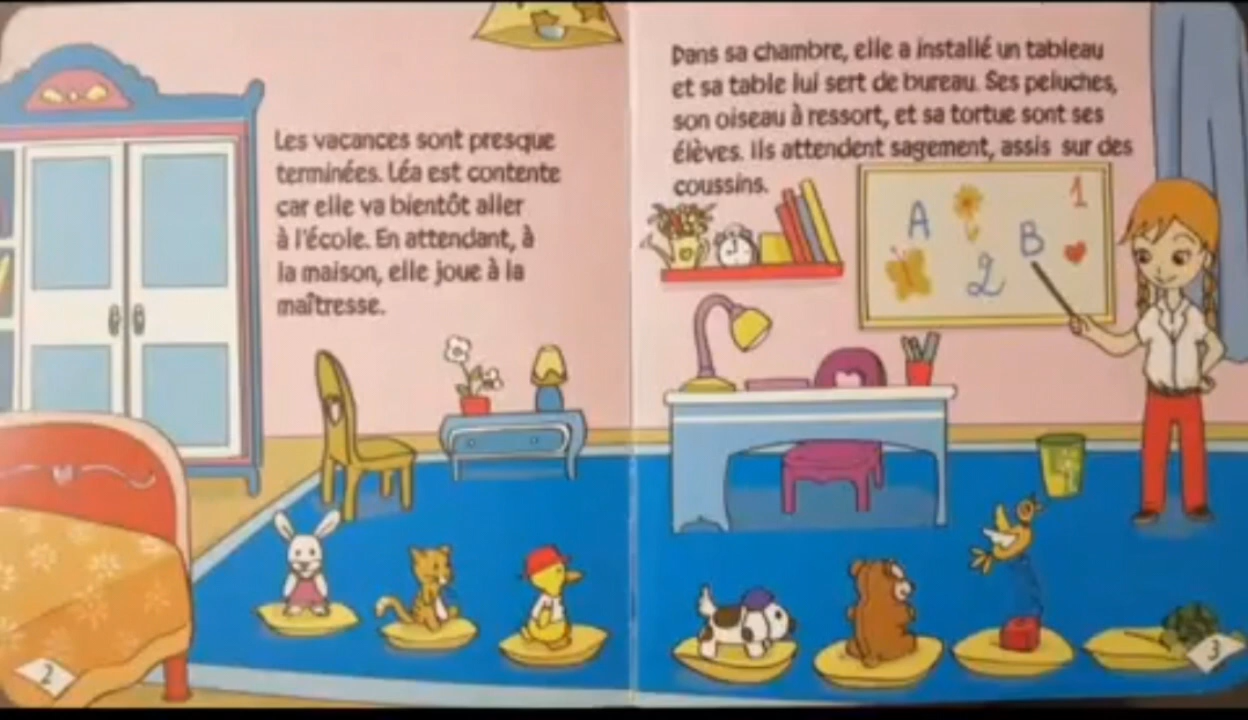 Les vacances sont presque
terminées. Léa est contente
car elle va bientôt aller
à l'école. En attendant, à
la maison, elle joue à la
maîtresse.
2
Dans sa chambre, elle a installé un tableau
et sa table lui sert de bureau. Ses peluches,
son oiseau à ressort, et sa tortue sont ses
élèves. Ils attendent sagement, assis sur des
coussins.
1
A
B
2
3